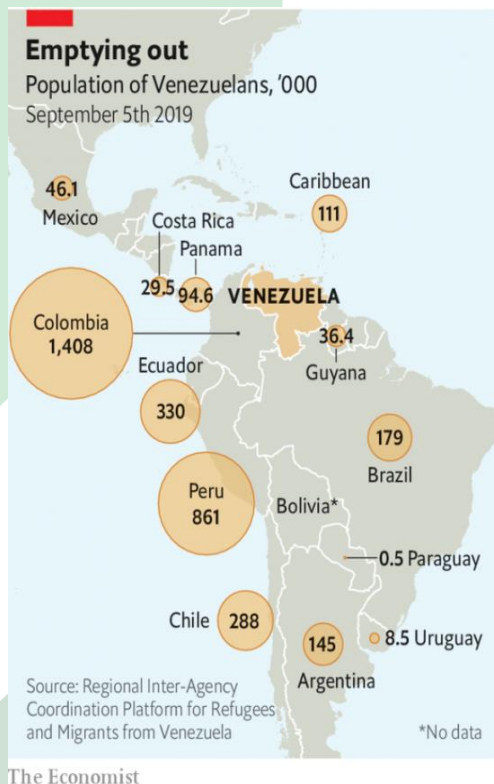 Emptying out
Population of Venezuelans, '000
September 5th 2019
46.1
Mexico
Caribbean
111
Costa Rica
Panama
29.5
94.6
VENEZUELA
Colombia
1,408
36.4
Guyana
Ecuador
330
179
Brazil
Peru
861
Bolivia*
0.5 Paraguay
Chile
288
145
Argentina
8.5 Uruguay
Source: Regional Inter-Agency
Coordination Platform for Refugees
and Migrants from Venezuela
*No data
The Economist